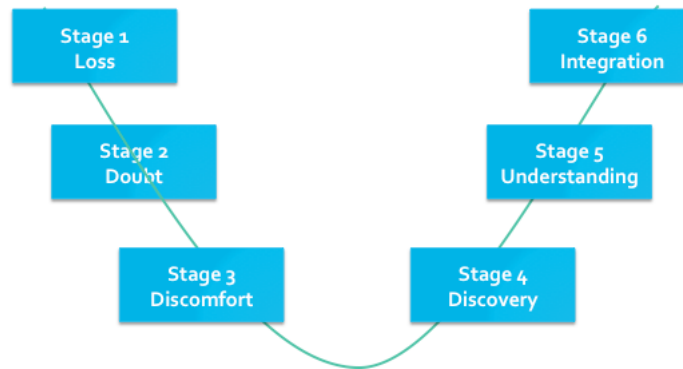 Stage 1
Loss
Stage 2
Doubt
Stage 3
Discomfort
Stage 4
Discovery
Stage 5
Understanding
Stage 6
Integration